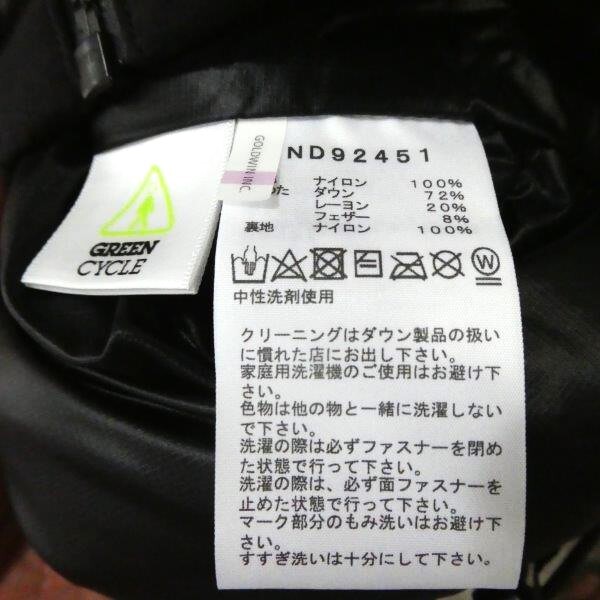 GOLDWIN INC.
ND92451
ナイロン 100%
ダウン 72%
レーヨン 20%
フェザー 8%
裏地 ナイロン 100%
GREEN
CYCLE
W
中性洗剤使用
クリーニングはダウン製品の扱い
に慣れた店にお出し下さい。
家庭用洗濯機のご使用はお避け下
さい。
色物は他の物と一緒に洗濯しない
で下さい。
洗濯の際は必ずファスナーを閉め
た状態で行って下さい。
洗濯の際は、必ず面ファスナーを
止めた状態で行って下さい。
マーク部分のもみ洗いはお避け下
さい。
すすぎ洗いは十分にして下さい。